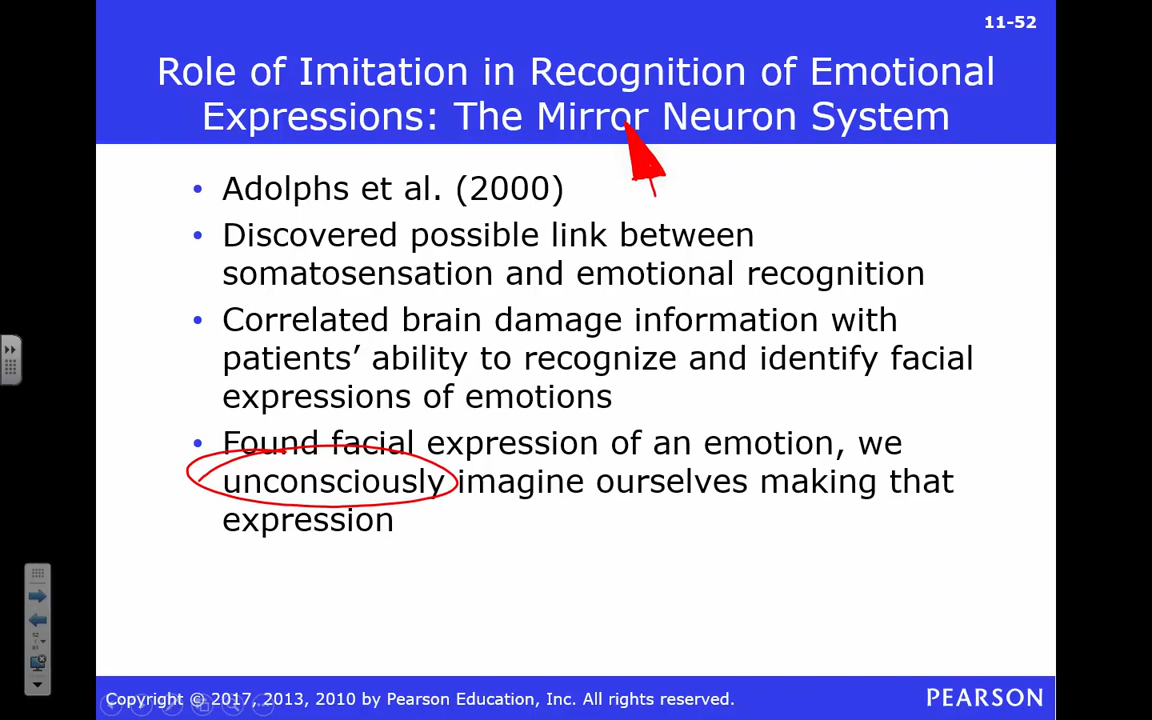 11-52
Role of Imitation in Recognition of Emotional
Expressions: The Mirror Neuron System
• Adolphs et al. (2000)
• Discovered possible link between
somatosensation and emotional recognition
• Correlated brain damage information with
patients’ ability to recognize and identify facial
expressions of emotions
• Found facial expression of an emotion, we
unconsciously imagine ourselves making that
expression
Copyright © 2017, 2013, 2010 by Pearson Education, Inc. All rights reserved.
PEARSON